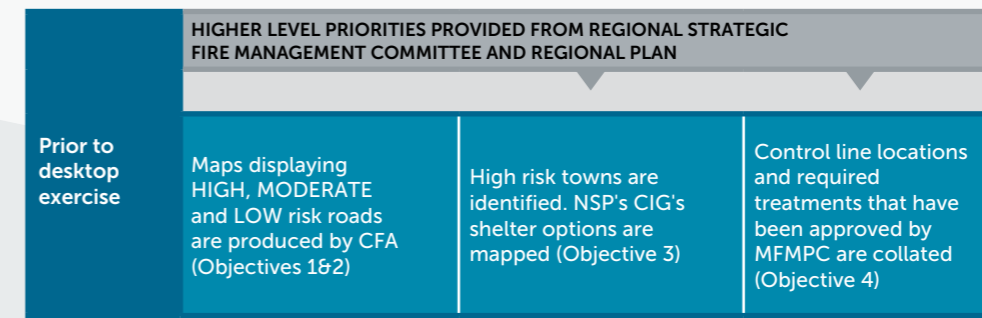 HIGHER LEVEL PRIORITIES PROVIDED FROM REGIONAL STRATEGIC
FIRE MANAGEMENT COMMITTEE AND REGIONAL PLAN
Prior to
desktop
exercise
Maps displaying
HIGH, MODERATE
and LOW risk roads
are produced by CFA
(Objectives 1&2)
High risk towns are
identified. NSP's CIG's
shelter options are
mapped (Objective 3)
Control line locations
and required
treatments that have
been approved by
MFMPC are collated
(Objective 4)